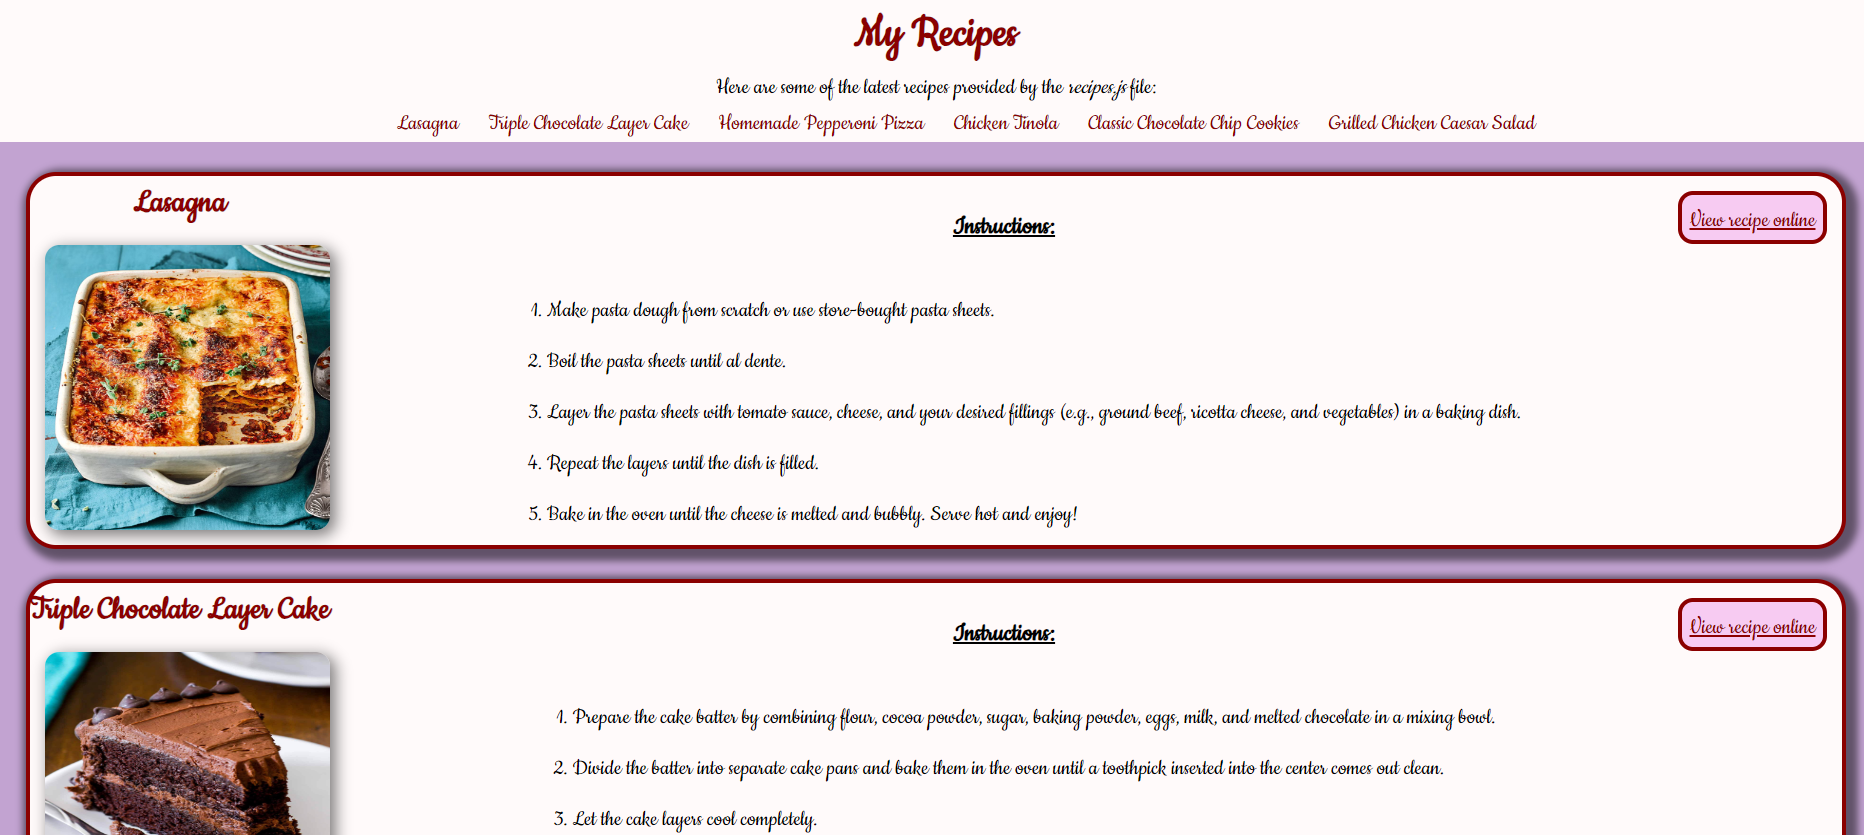 My Recipes
Here are some of the latest recipes provided by the recipes.js file:
Lasagna Triple Chocolate Layer Cake Homemade Pepperoni Pizza Chicken Tinola Classic Chocolate Chip Cookies Grilled Chicken Caesar Salad
Lasagna
Instructions:
View recipe online
1. Make pasta dough from scratch or use store-bought pasta sheets.
2. Boil the pasta sheets until al dente.
3. Layer the pasta sheets with tomato sauce, cheese, and your desired fillings (e.g., ground beef, ricotta cheese, and vegetables) in a baking dish.
4. Repeat the layers until the dish is filled.
5. Bake in the oven until the cheese is melted and bubbly. Serve hot and enjoy!
Triple Chocolate Layer Cake
Instructions:
View recipe online
1. Prepare the cake batter by combining flour, cocoa powder, sugar, baking powder, eggs, milk, and melted chocolate in a mixing bowl.
2. Divide the batter into separate cake pans and bake them in the oven until a toothpick inserted into the center comes out clean.
3. Let the cake layers cool completely.